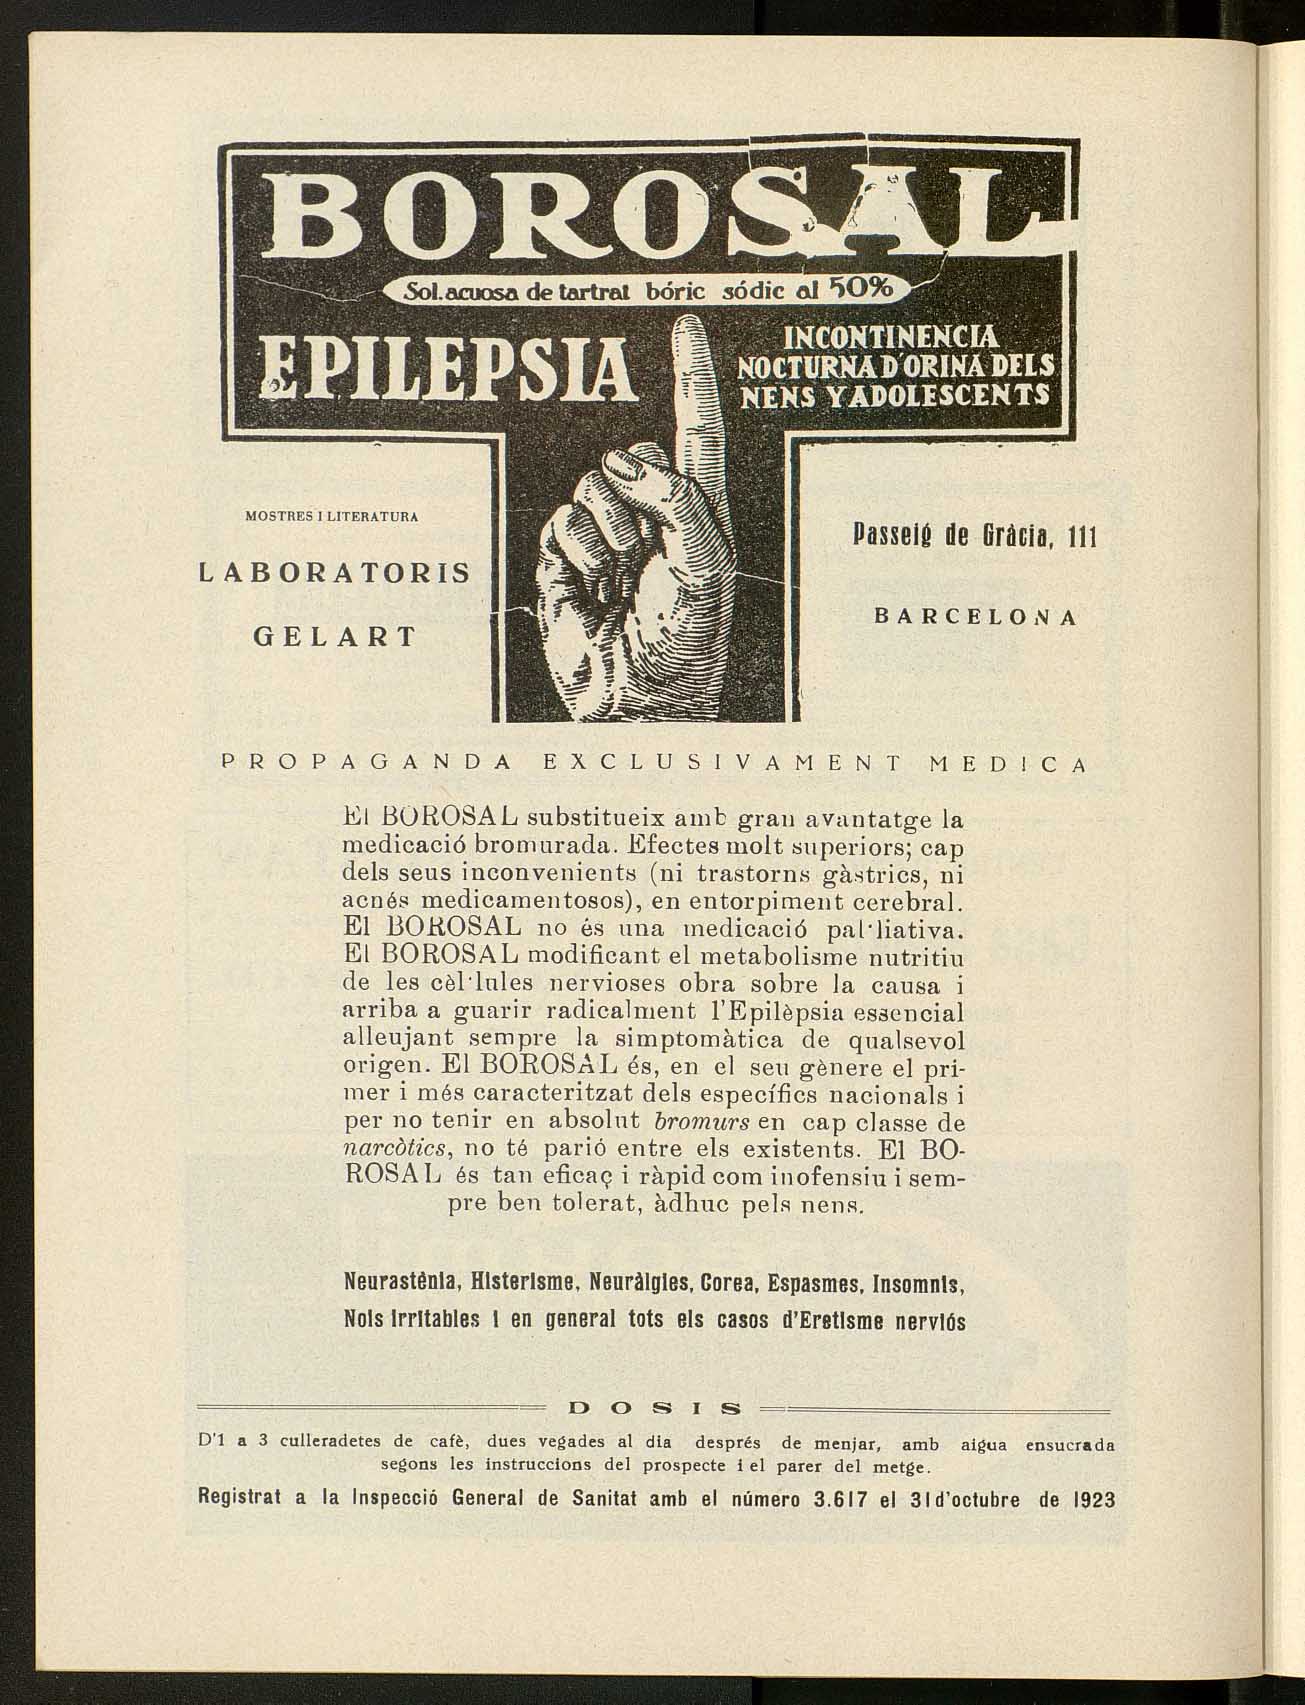 BOROSAL
Sol. acuosa de tartrat bóric sódic al 50%
EPILEPSIA
INCONTINENCIA
NOCTURNA D'ORINA DELS
NENS Y ADOLESCENTS
MOSTRES I LITERATURA
LABORATORIS
GELART
Passeig de Gràcia, 111
BARCELONA
PROPAGANDA EXCLUSIVAMENT MEDICA
El BOROSAL substitueix amb gran avantatge la
medicació bromurada. Efectes molt superiors; cap
dels seus inconvenients (ni trastorns gàstrics, ni
acnés medicamentosos), en entorpiment cerebral.
El BOROSAL no és una medicació pal·liativa.
El BOROSAL modificant el metabolisme nutritiu
de les cèl·lules nervioses obra sobre la causa i
arriba a guarir radicalment l'Epilèpsia essencial
alleujant sempre la simptomàtica de qualsevol
origen. El BOROSAL és, en el seu gènere el pri-
mer i més caracteritzat dels específics nacionals i
per no tenir en absolut bromurs en cap classe de
narcòtics, no té parió entre els existents. El BO-
ROSAL és tan eficaç i ràpid com inofensiu i sem-
pre ben tolerat, àdhuc pels nens.
Neurastènia, Histerisme, Neuràlgies, Corea, Espasmes, Insomnis,
Nois irritables i en general tots els casos d'Eretisme nerviós
DOSIS
D'1 a 3 culleradetes de cafè, dues vegades al dia després de menjar, amb aigua ensucrada
segons les instruccions del prospecte i el parer del metge.
Registrat a la Inspecció General de Sanitat amb el número 3.617 el 31 d'octubre de 1923